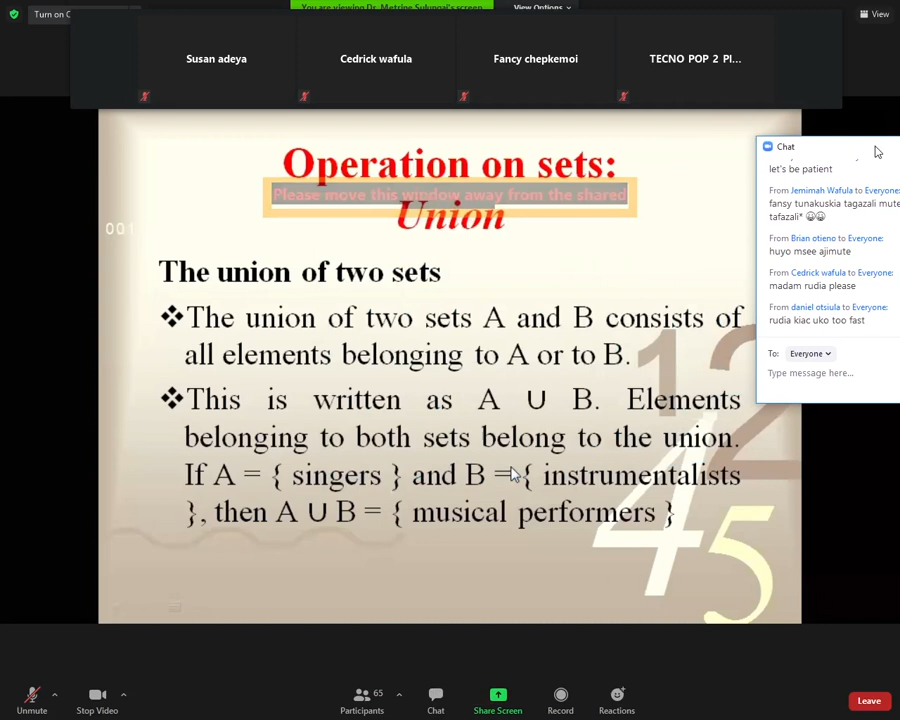 Turn on
You are viewing Dr. Metrine Sulungai's screen
View Options
View
Susan adeya
Cedrick wafula
Fancy chepkemoi
TECNO POP 2 Pl...
Operation on sets:
Please move this window away from the shared
Union
001
The union of two sets
❖The union of two sets A and B consists of
all elements belonging to A or to B.
❖This is written as A ∪ B. Elements
belonging to both sets belong to the union.
If A = { singers } and B = { instrumentalists
}, then A ∪ B = { musical performers }
12
4
5
Chat
let's be patient
From Jemimah Wafula to Everyone:
fansy tunakuskia tagazali mute
tafazali* 😀😀
From Brian otieno to Everyone:
huyo msee ajimute
From Cedrick wafula to Everyone:
madam rudia please
From daniel otsiula to Everyone:
rudia kiac uko too fast
To: Everyone
Type message here...
Unmute
Stop Video
65
Participants
Chat
Share Screen
Record
Reactions
Leave